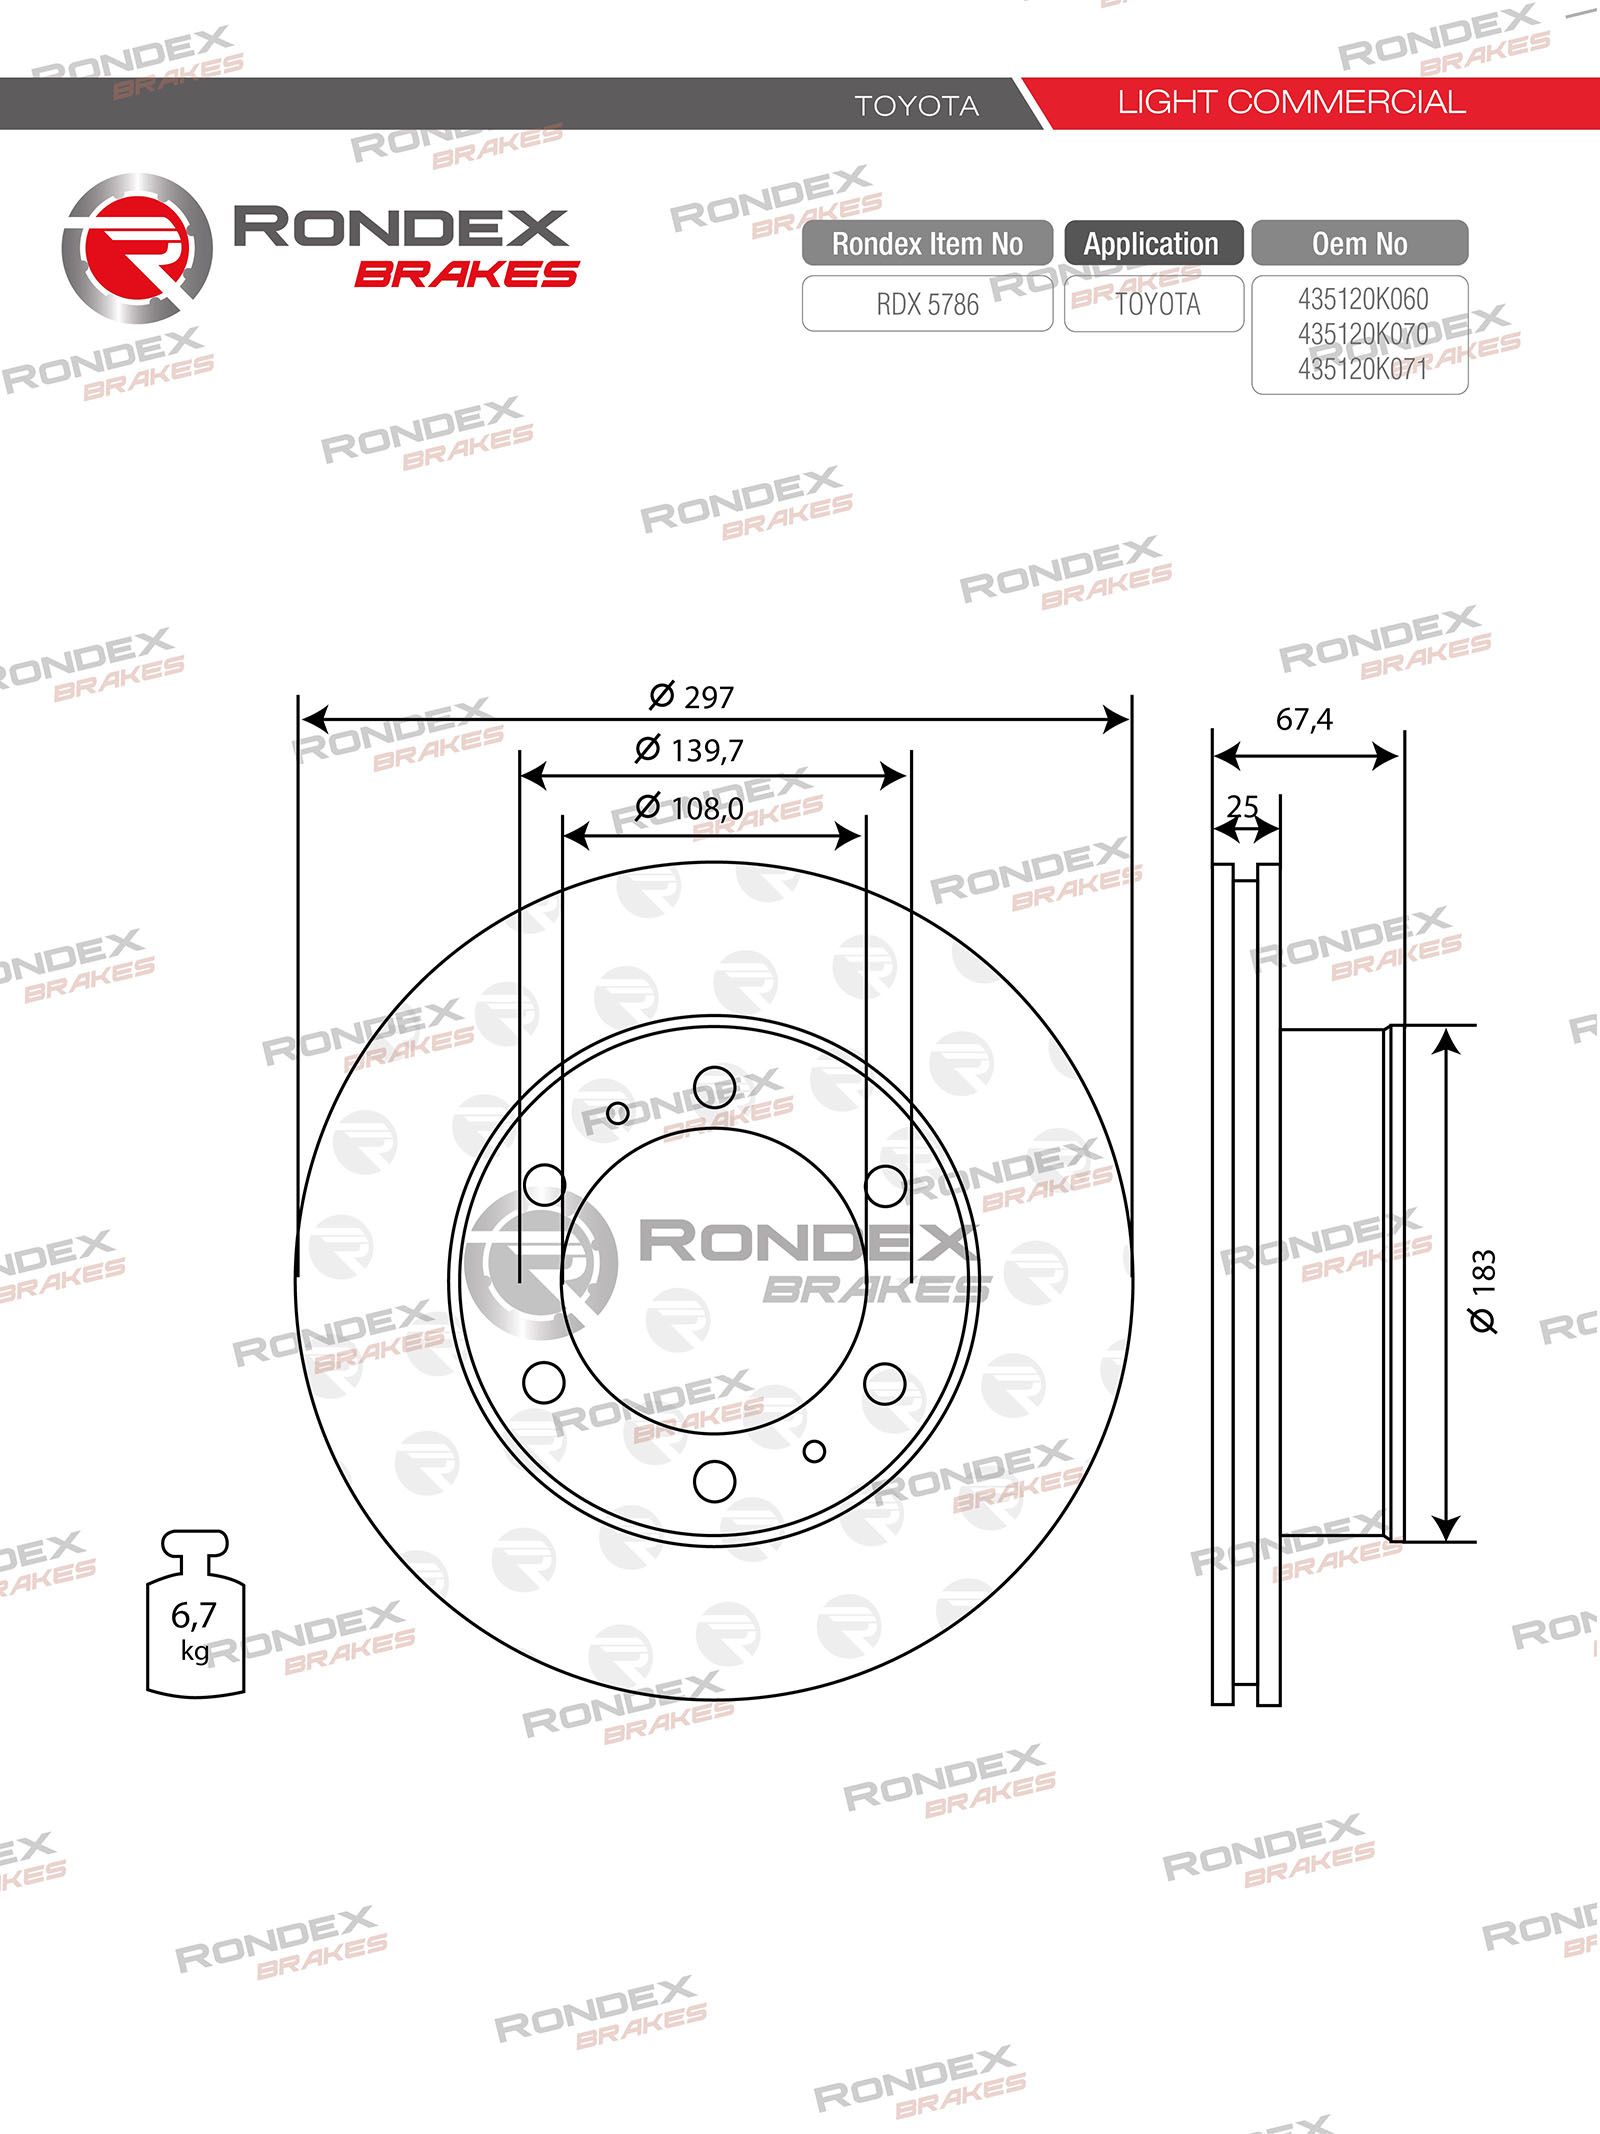 TOYOTA
LIGHT COMMERCIAL
RONDEX
BRAKES
Rondex Item No
Application
Oem No
RDX 5786
TOYOTA
435120K060
435120K070
435120K071
Ø 297
Ø 139,7
Ø 108,0
67,4
25
Ø 183
RONDEX
BRAKES
6,7
kg